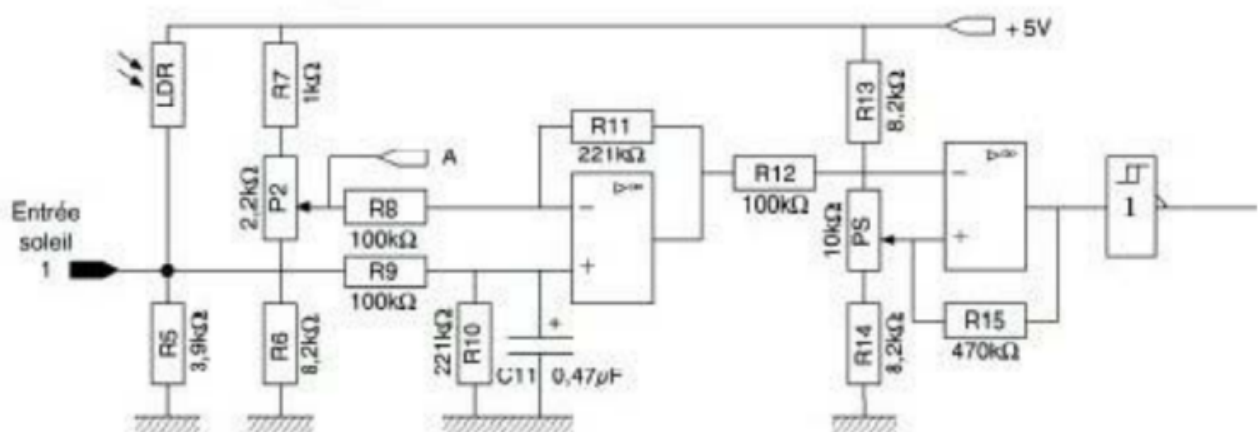 +5V
LDR
R7
1kΩ
R13
8.2kΩ
R11
221kΩ
A
2,2kΩ
P2
R8
100kΩ
R12
100kΩ
▷∞
−
+
▷∞
−
+
1
Entrée
soleil
1
R9
100kΩ
10kΩ
PS
R5
3,9kΩ
R6
8,2kΩ
221kΩ
R10
+
C11 0,47µF
R14
8,2kΩ
R15
470kΩ